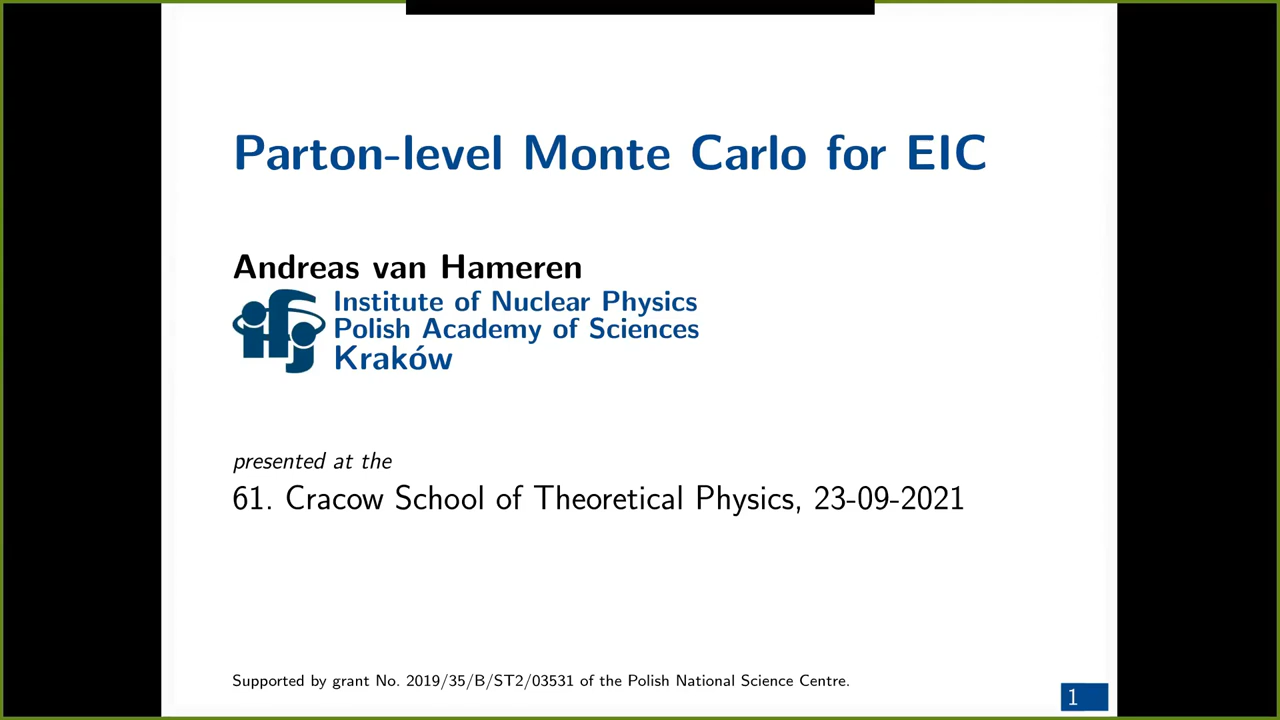 Parton-level Monte Carlo for EIC
Andreas van Hameren
ifj
Institute of Nuclear Physics
Polish Academy of Sciences
Kraków
presented at the
61. Cracow School of Theoretical Physics, 23-09-2021
Supported by grant No. 2019/35/B/ST2/03531 of the Polish National Science Centre.
1